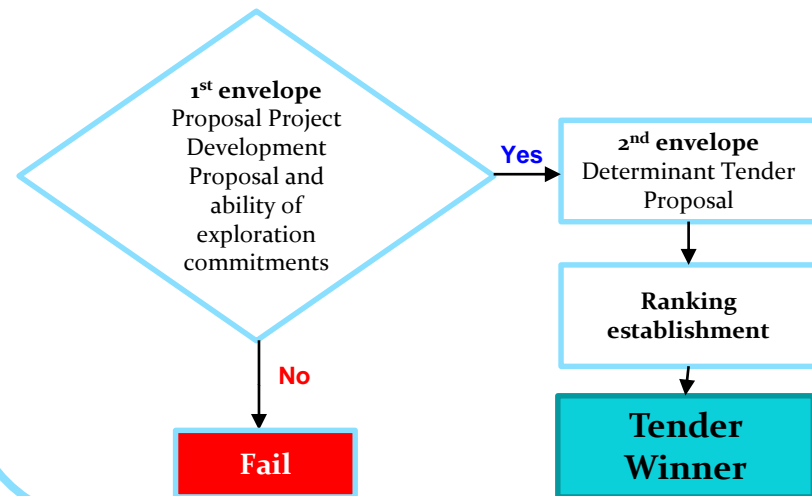 1st envelope
Proposal Project
Development
Proposal and
ability of
exploration
commitments
Yes
2nd envelope
Determinant Tender
Proposal
Ranking
establishment
No
Fail
Tender
Winner